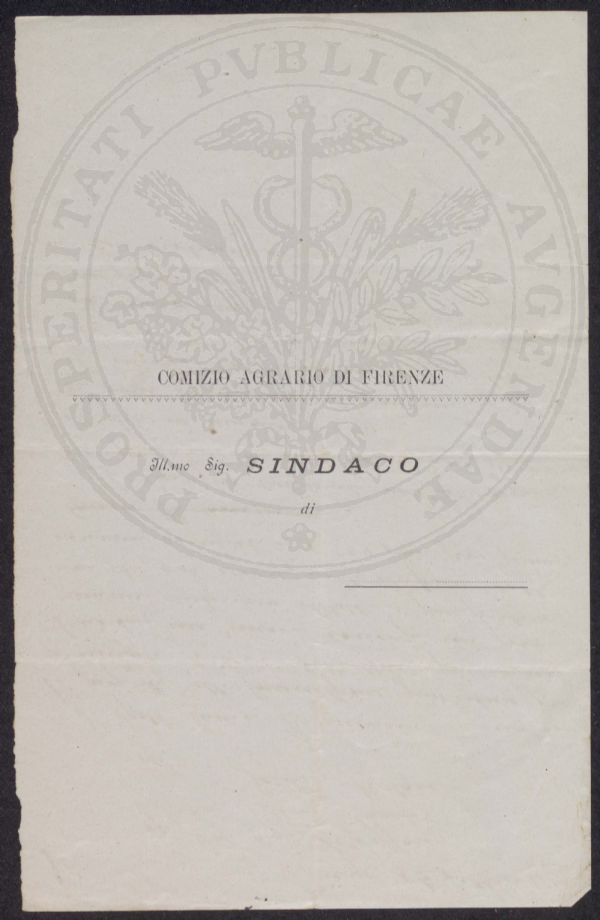 PROSPERITATI PVBLICAE AVGENDAE
COMIZIO AGRARIO DI FIRENZE
Ill.mo Sig. SINDACO
di